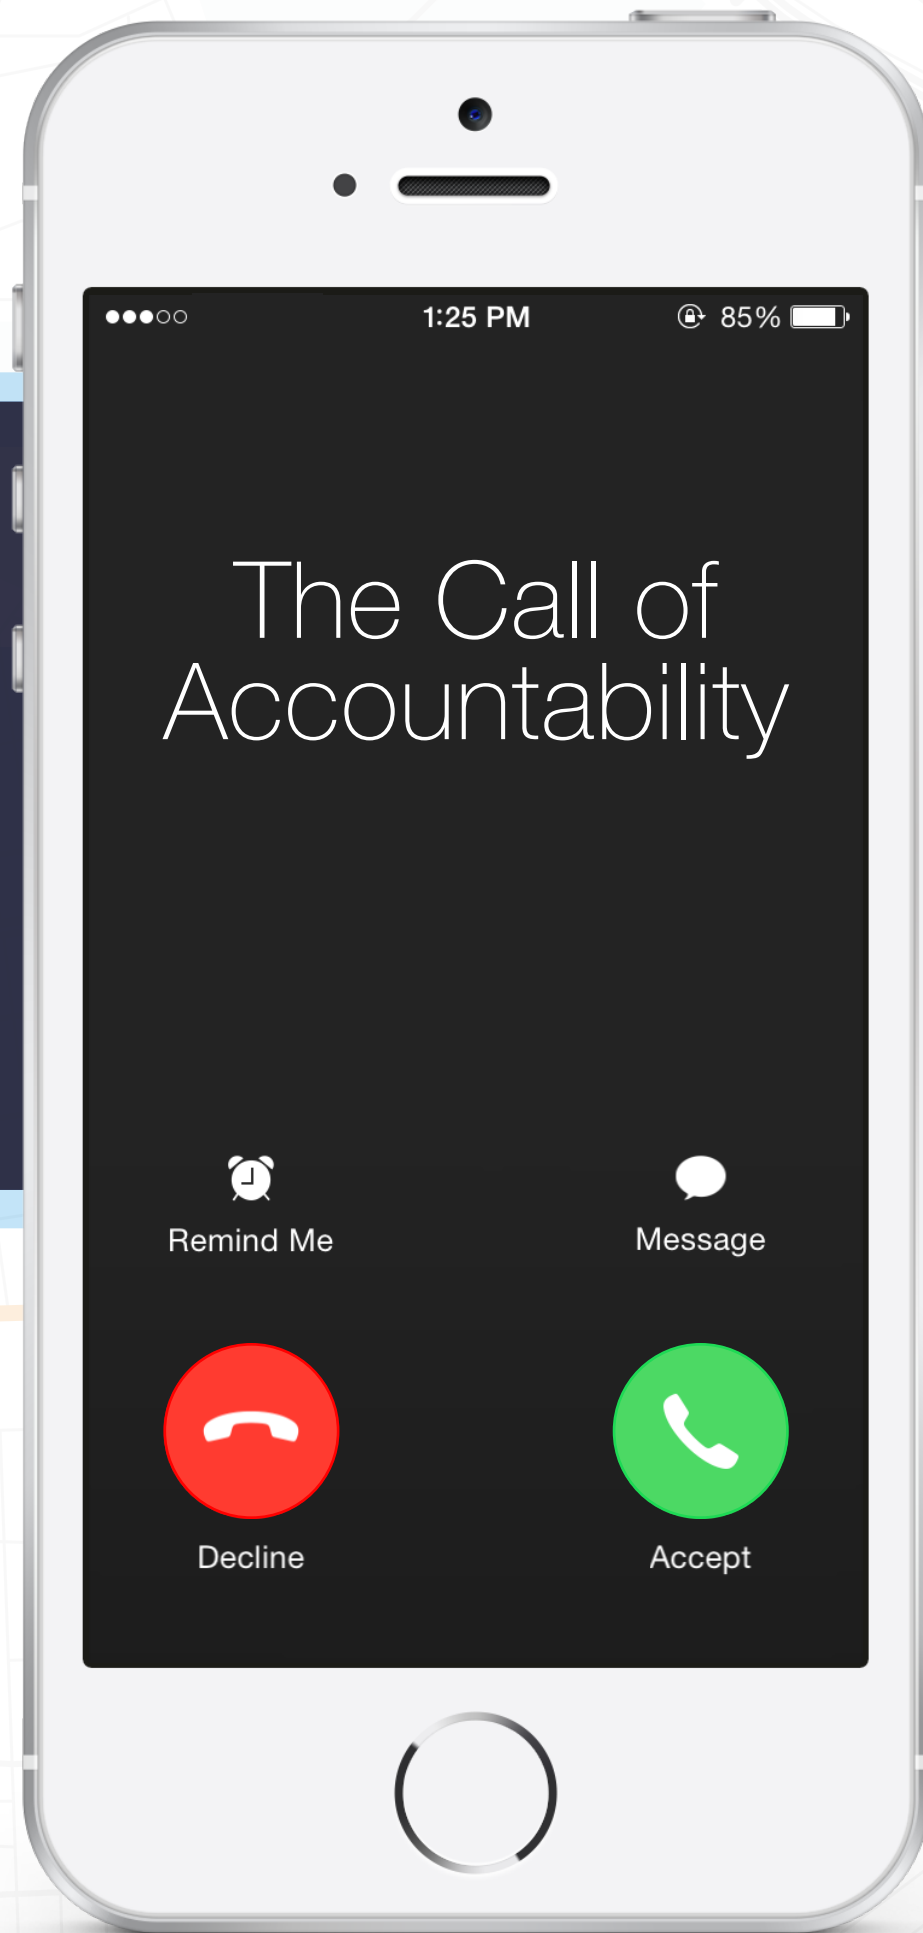 1:25 PM 85%
The Call of
Accountability
Remind Me Message
Decline Accept